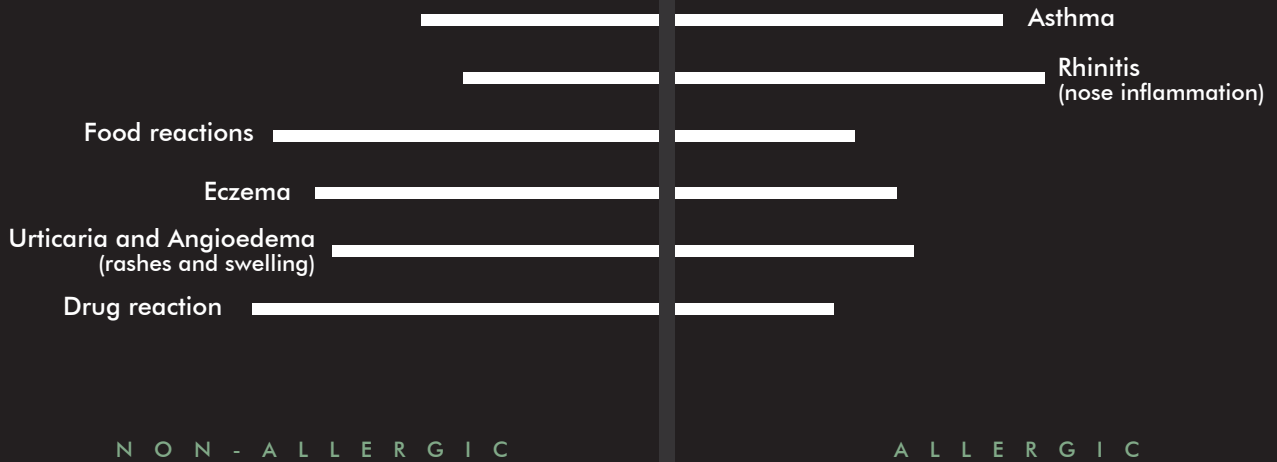 Asthma
Rhinitis
(nose inflammation)
Food reactions
Eczema
Urticaria and Angioedema
(rashes and swelling)
Drug reaction
NON-ALLERGIC
ALLERGIC